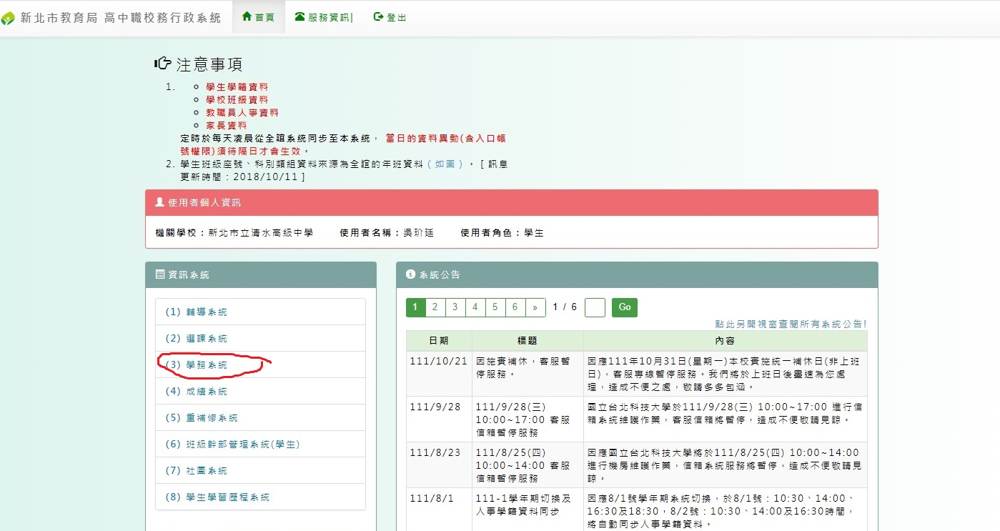 新北市教育局 高中職校務行政系統 首頁 服務資訊| 登出
注意事項
1.
學生學籍資料
學校班級資料
教職員人事資料
家長資料
定時於每天凌晨從全誼系統同步至本系統， 當日的資料異動(含入口帳
號權限)須待隔日才會生效。
2. 學生班級座號、科別類組資料來源為全誼的年班資料（如圖）。 [ 訊息
更新時間：2018/10/11 ]
使用者個人資訊
機關學校：新北市立清水高級中學 使用者名稱：吳玠廷 使用者角色：學生
資訊系統
(1) 輔導系統
(2) 選課系統
(3) 學務系統
(4) 成績系統
(5) 重補修系統
(6) 班級幹部管理系統(學生)
(7) 社團系統
(8) 學生學習歷程系統
系統公告
1 2 3 4 5 6 » 1 / 6 Go
點此另開視窗查閱所有系統公告!
日期 標題 內容
111/10/21 因施實補休，客服暫
停服務。
因應111年10月31日(星期一)本校實施統一補休日(非上班
日)，客服專線暫停服務。我們將於上班日後盡速為您處
理，造成不便之處，敬請多多包涵。
111/9/28 111/9/28(三)
10:00~17:00 客服
信箱暫停服務
國立台北科技大學於111/9/28(三) 10:00~17:00 進行信
箱系統維護作業，客服信箱將暫停，造成不便敬請見諒。
111/8/23 111/8/25(四)
10:00~14:00 客服
信箱暫停服務
因應國立台北科技大學將於111/8/25(四) 10:00~14:00
進行機房維護作業，信箱系統服務將暫停，造成不便敬請見
諒。
111/8/1 111-1學年期切換及
人事學籍資料同步
因應8/1號學年期系統切換，於8/1號：10:30、14:00、
16:30及18:30，8/2號：10:30、14:00及16:30時間，
將自動同步人事學籍資料。